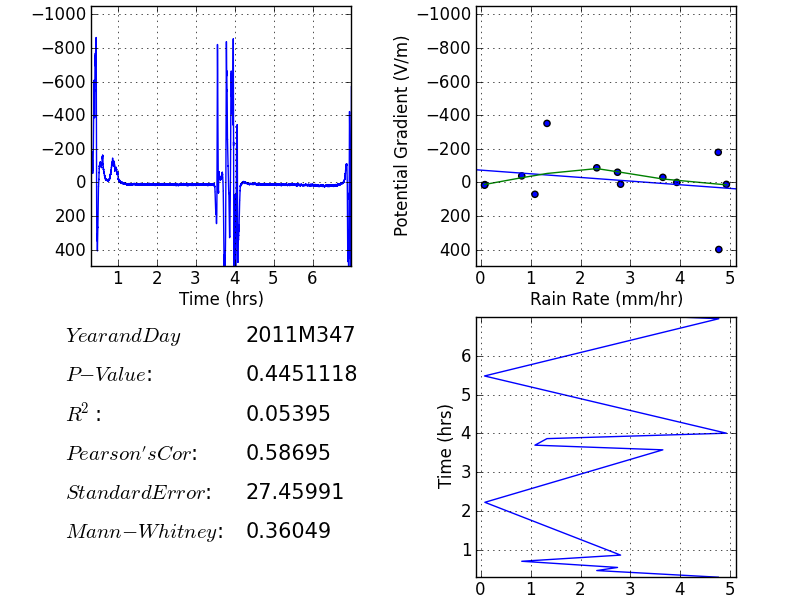 −1000
−800
−600
−400
−200
0
200
400
1 2 3 4 5 6
Time (hrs)
Potential Gradient (V/m)
−1000
−800
−600
−400
−200
0
200
400
0 1 2 3 4 5
Rain Rate (mm/hr)
YearandDay 2011M347
P−Value: 0.4451118
R²: 0.05395
Pearson'sCor: 0.58695
StandardError: 27.45991
Mann−Whitney: 0.36049
Time (hrs)
6
5
4
3
2
1
0 1 2 3 4 5